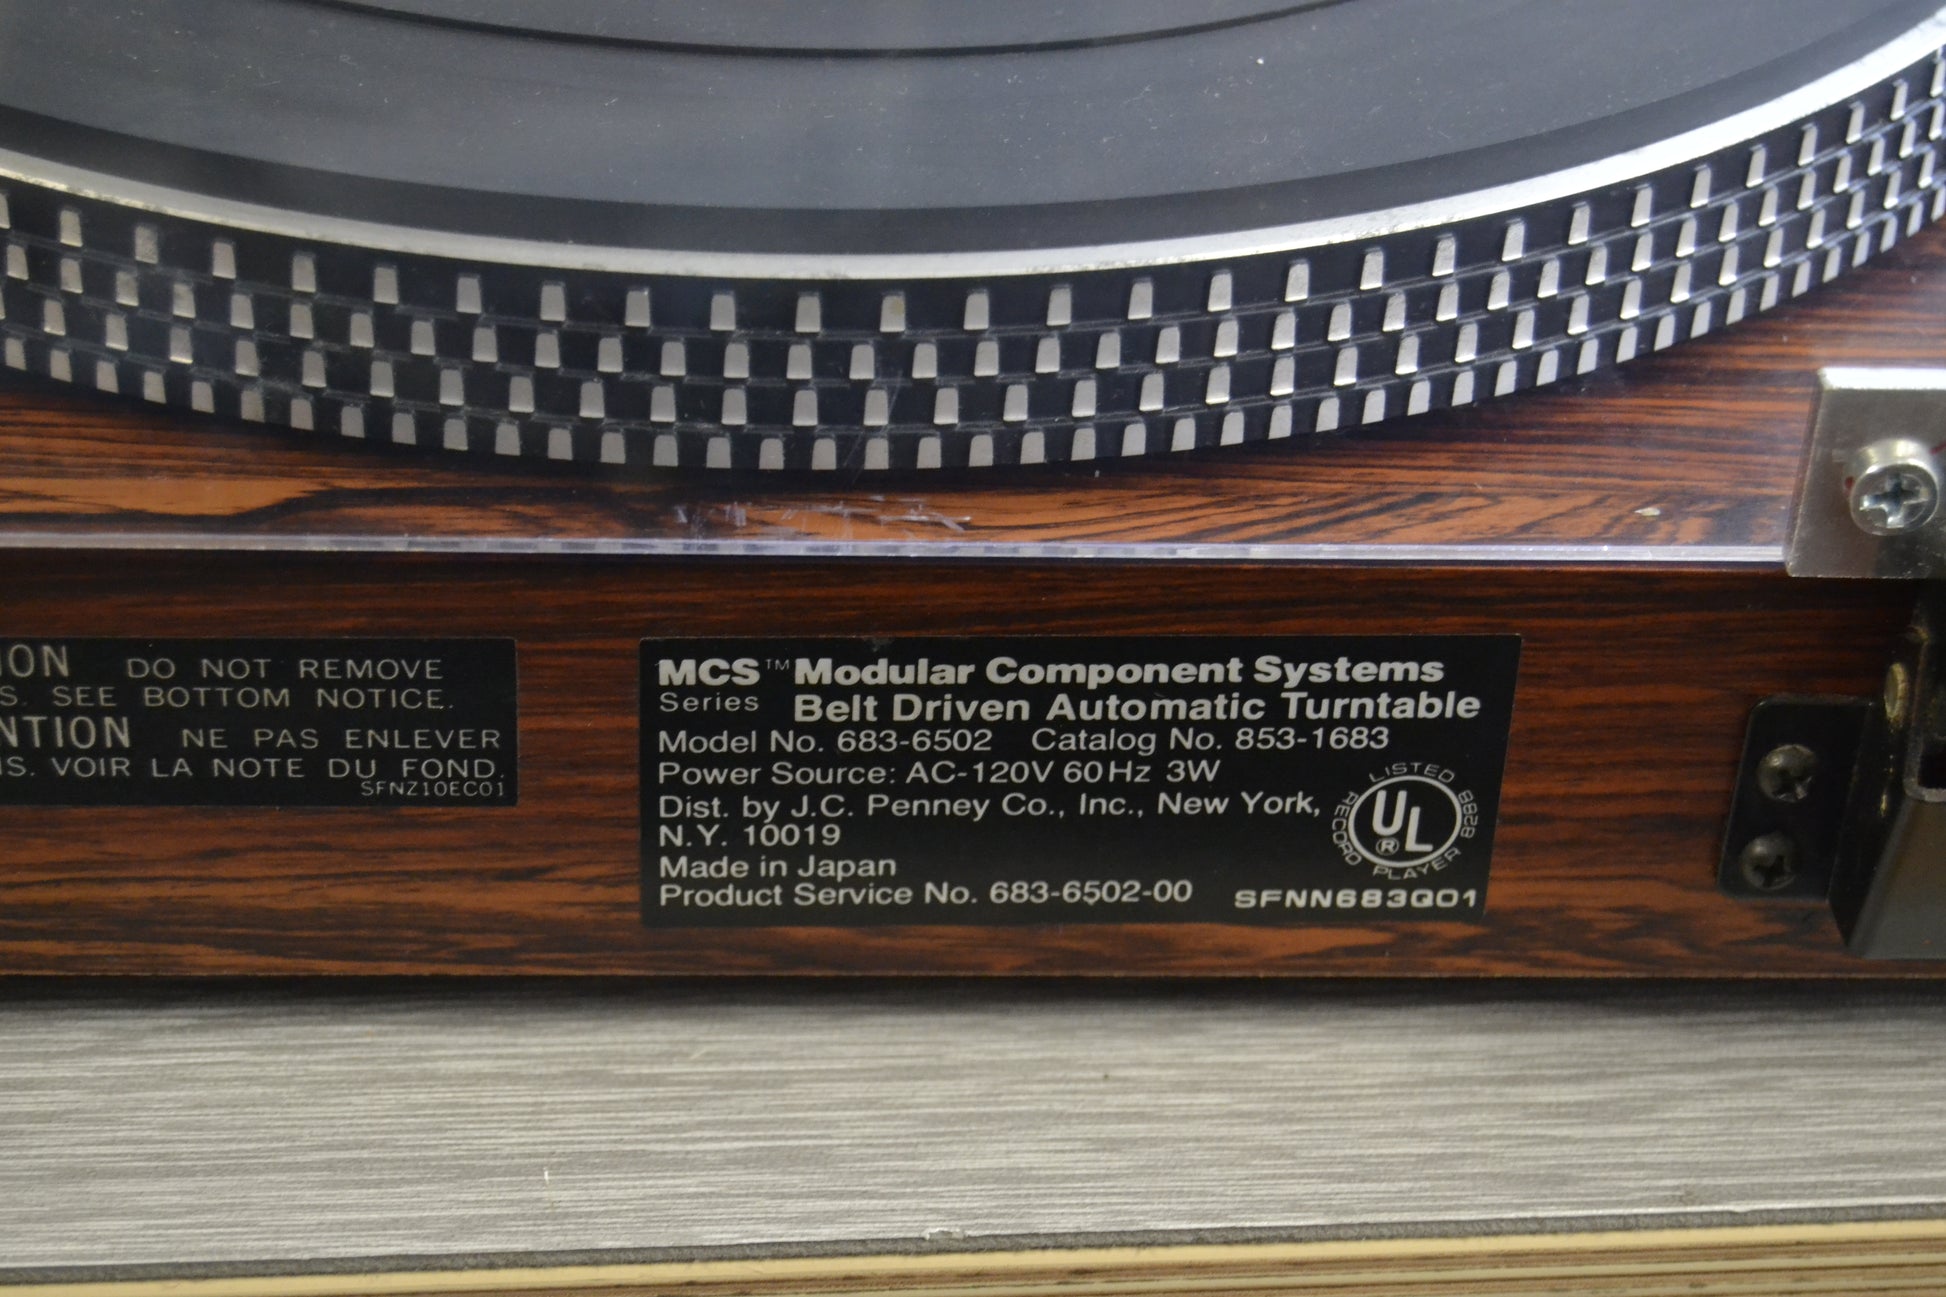 ION DO NOT REMOVE
S. SEE BOTTOM NOTICE.
NTION NE PAS ENLEVER
IS. VOIR LA NOTE DU FOND.
SFNZ10EC01
MCS™ Modular Component Systems
Series Belt Driven Automatic Turntable
Model No. 683-6502 Catalog No. 853-1683
Power Source: AC-120V 60Hz 3W
Dist. by J.C. Penney Co., Inc., New York,
N.Y. 10019
Made in Japan
Product Service No. 683-6502-00
LISTED
UL®
RECORD PLAYER 828B
SFNN683Q01